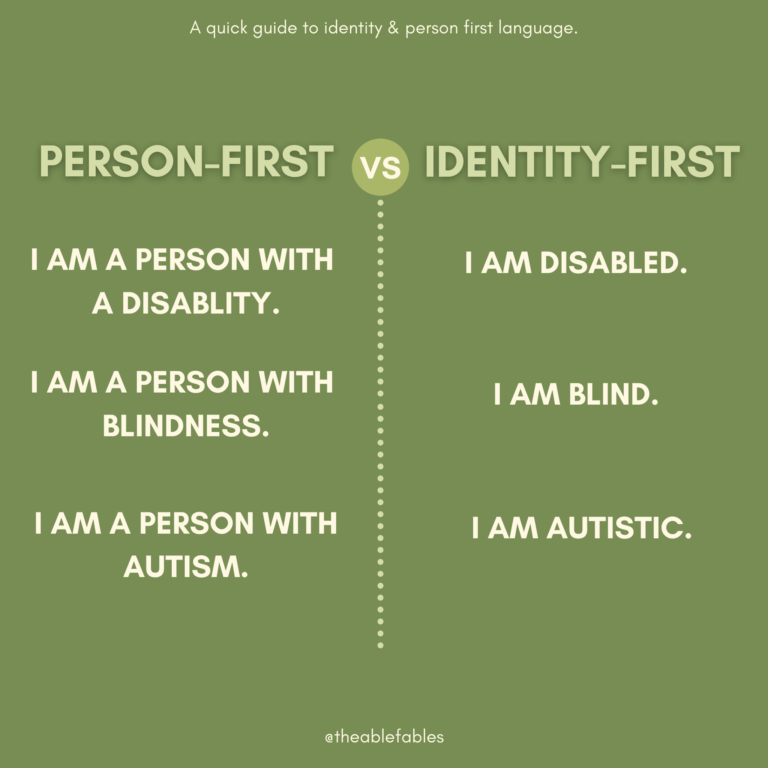 A quick guide to identity & person first language.
PERSON-FIRST VS IDENTITY-FIRST
I AM A PERSON WITH
A DISABLITY.
I AM DISABLED.
I AM A PERSON WITH
BLINDNESS.
I AM BLIND.
I AM A PERSON WITH
AUTISM.
I AM AUTISTIC.
@theablefables